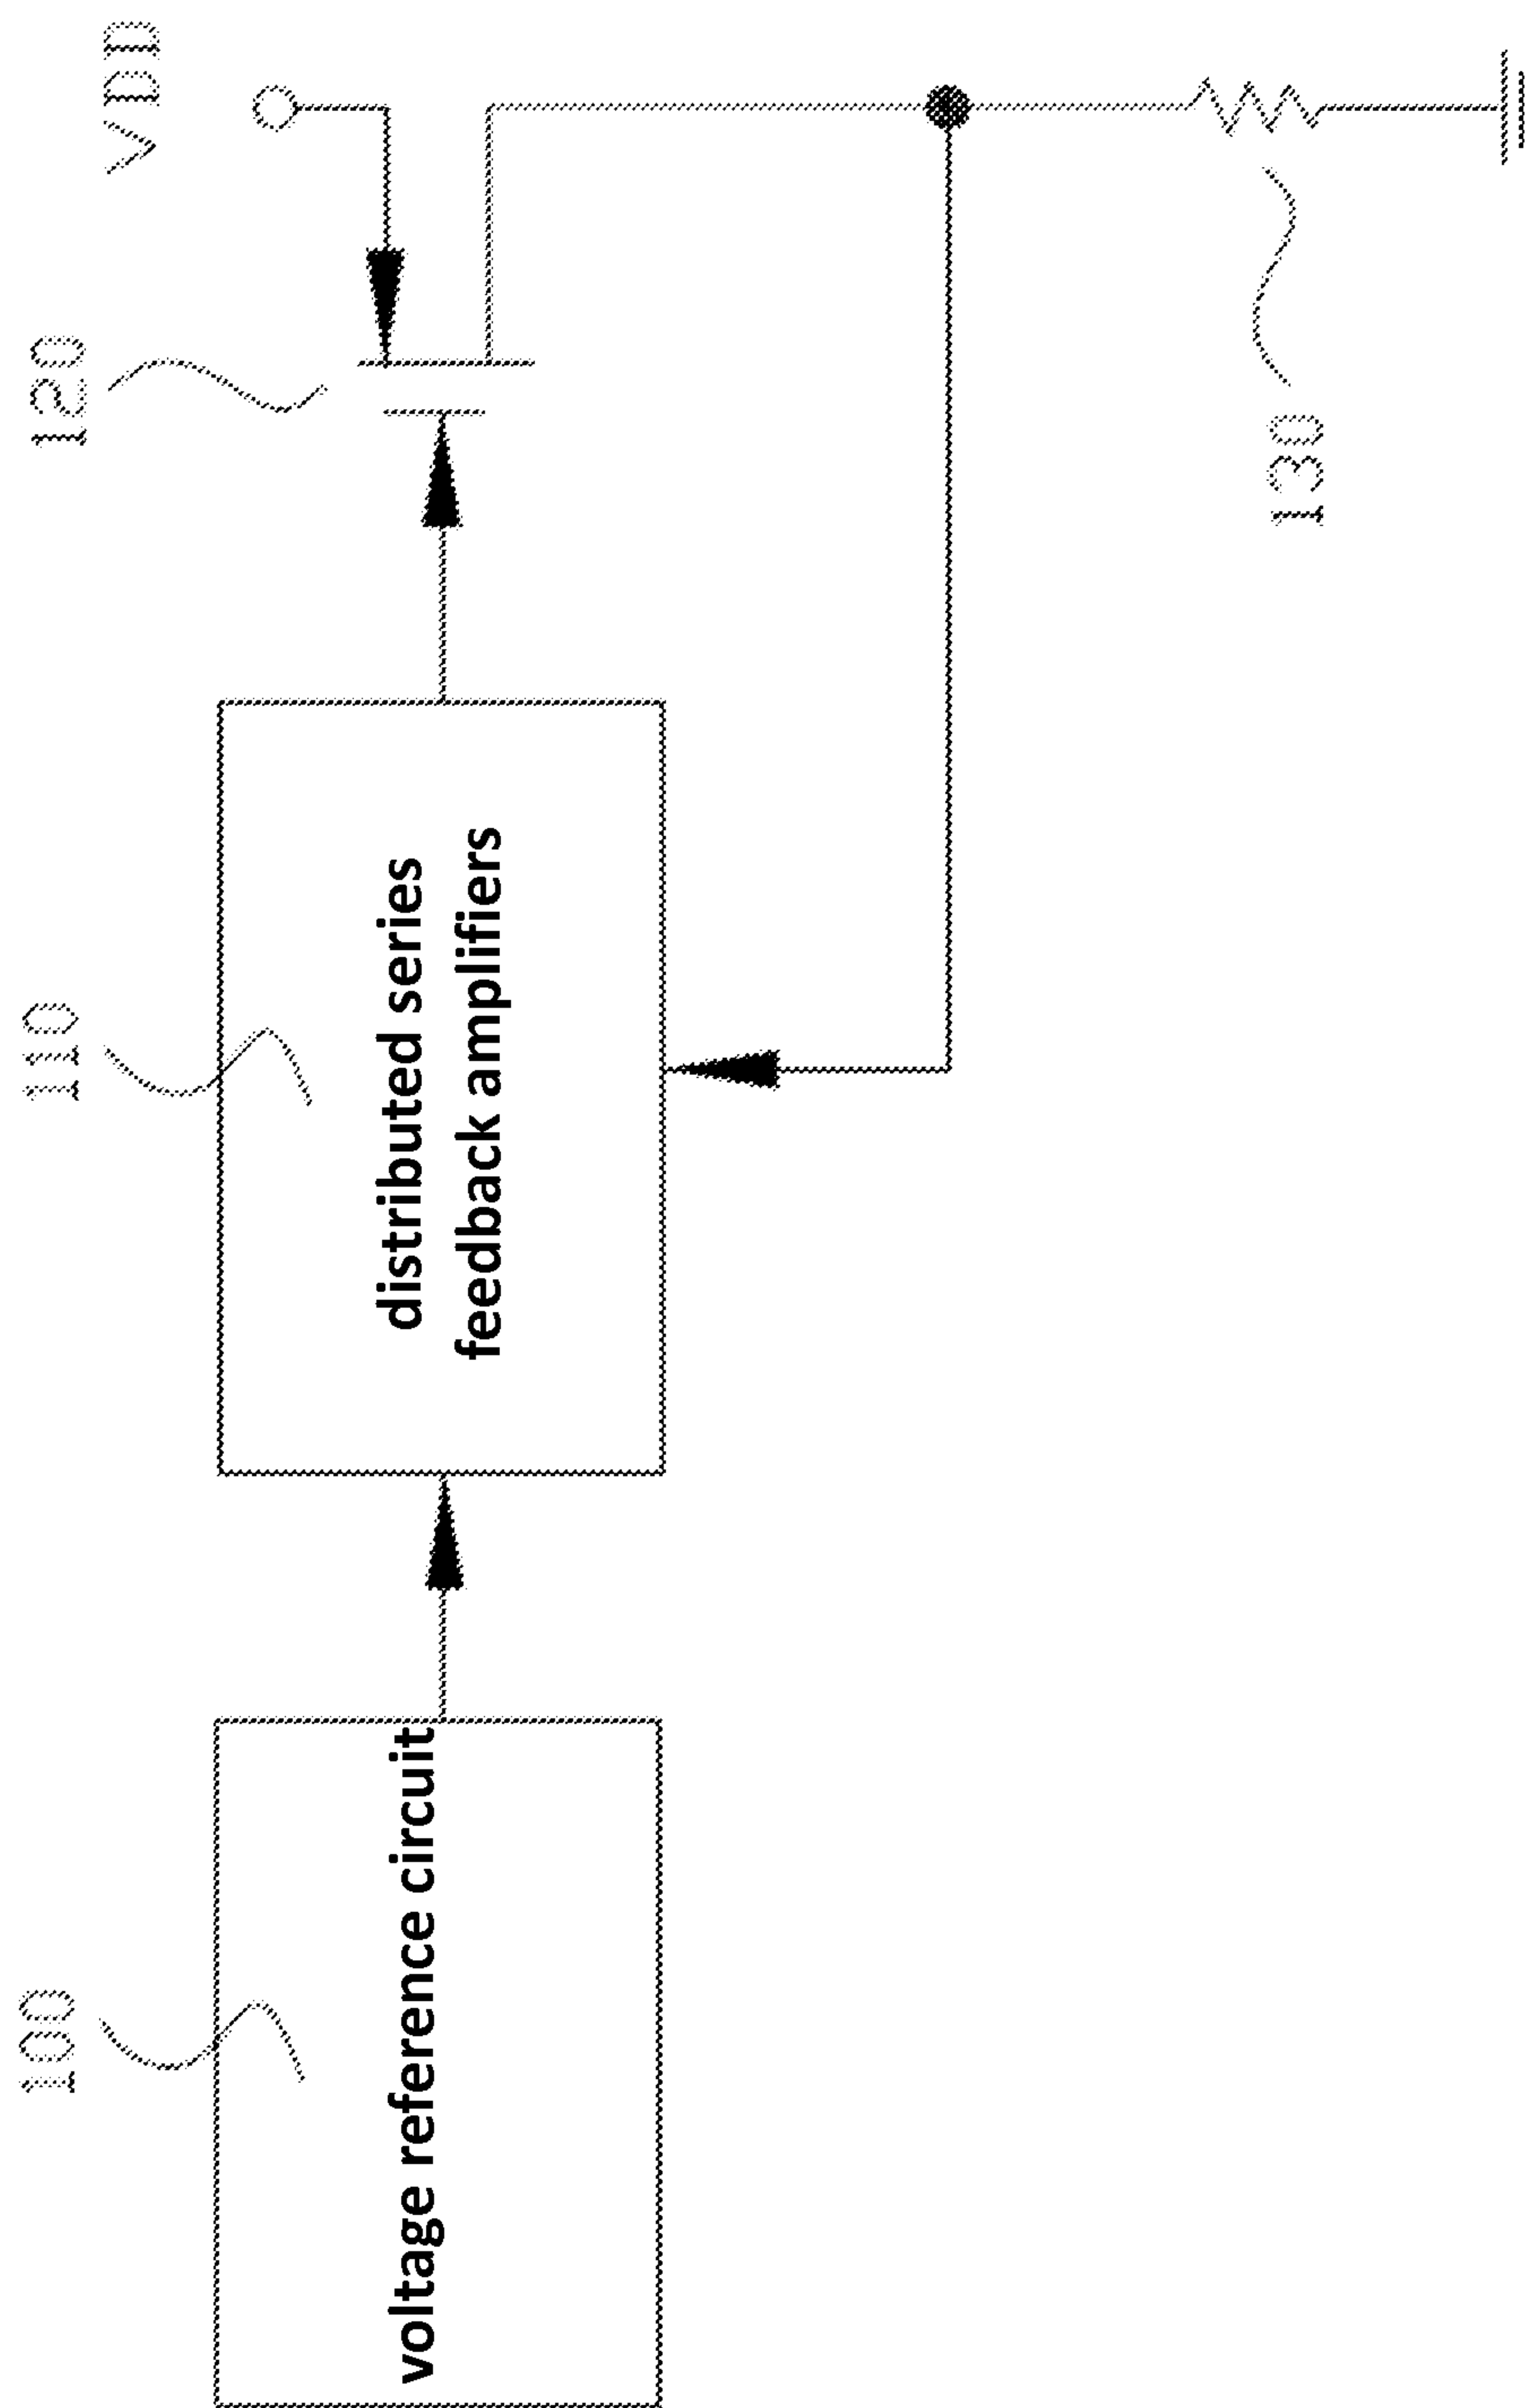 100
voltage reference circuit
110
distributed series
feedback amplifiers
120
VDD
130